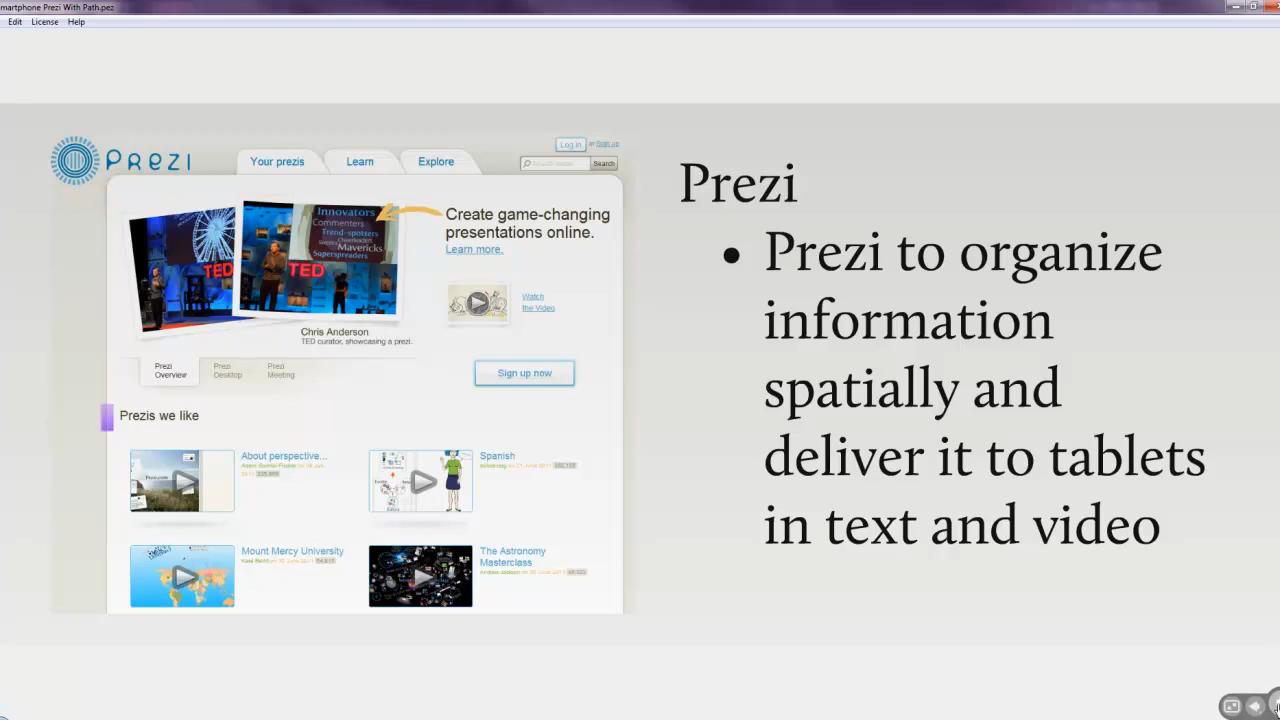 martphone Prezi With Path.pez
Edit License Help
Log in or Sign up
PREZI
Your prezis Learn Explore
Search
Innovators
Commenters
Trend-spotters
Cheerleaders
Mavericks
Superspreaders
TED TED
Create game-changing
presentations online.
Learn more.
Watch
the Video
Chris Anderson
TED curator, showcasing a prezi.
Prezi
Overview
Prezi
Desktop
Prezi
Meeting
Sign up now
Prezis we like
About perspective...
Spanish
Mount Mercy University
The Astronomy
Masterclass
Prezi
• Prezi to organize
information
spatially and
deliver it to tablets
in text and video